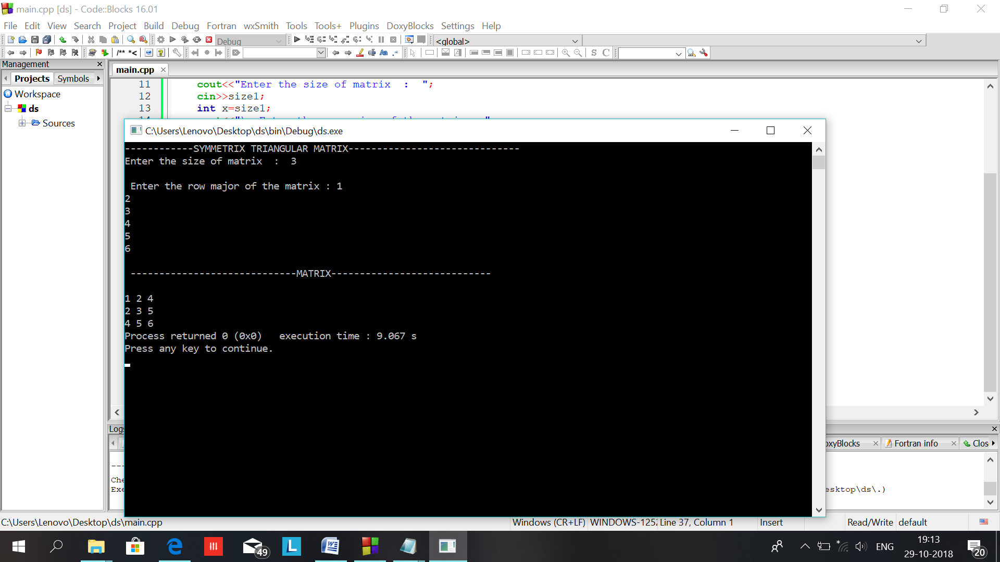 main.cpp [ds] - Code::Blocks 16.01
File Edit View Search Project Build Debug Fortran wxSmith Tools Tools+ Plugins DoxyBlocks Settings Help
Debug
<global>
/** *<
S C
Management
main.cpp
Projects Symbols
Workspace
ds
Sources
11 cout<<"Enter the size of matrix  :  ";
12 cin>>size1;
13 int x=size1;
C:\Users\Lenovo\Desktop\ds\bin\Debug\ds.exe
------------SYMMETRIX TRIANGULAR MATRIX------------------------------
Enter the size of matrix  :  3
Enter the row major of the matrix : 1
2
3
4
5
6
-----------------------------MATRIX----------------------------
1 2 4
2 3 5
4 5 6
Process returned 0 (0x0)   execution time : 9.067 s
Press any key to continue.
Logs
oxyBlocks Fortran info Clos
Che
Exe
esktop\ds\.)
C:\Users\Lenovo\Desktop\ds\main.cpp Windows (CR+LF) WINDOWS-1252 Line 37, Column 1 Insert Read/Write default
49
L
ENG
19:13
29-10-2018
20